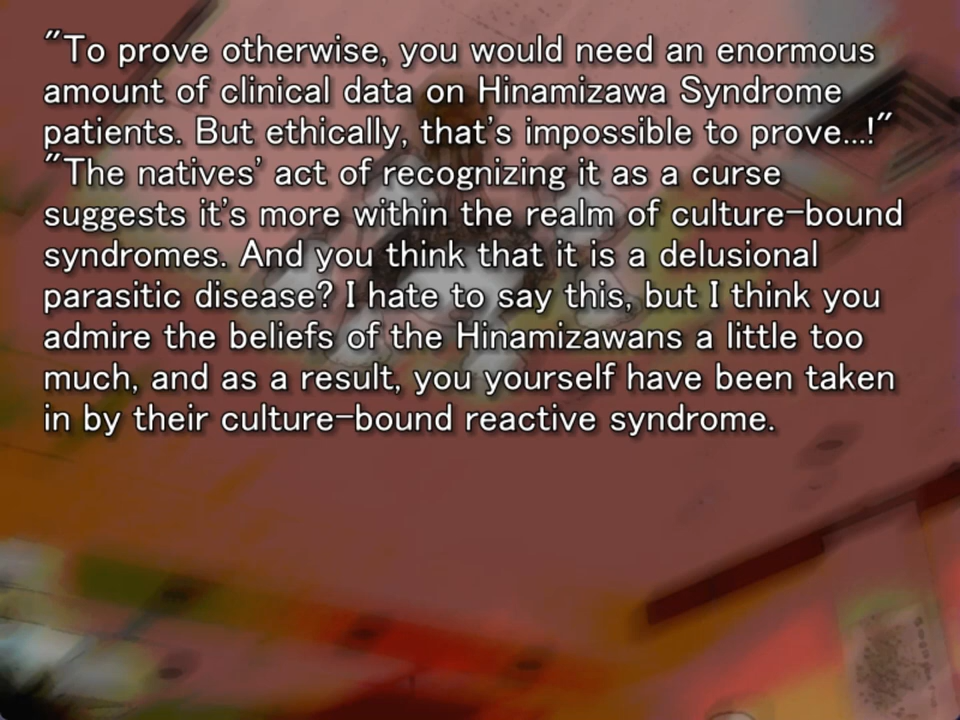 "To prove otherwise, you would need an enormous
amount of clinical data on Hinamizawa Syndrome
patients. But ethically, that's impossible to prove...!"
"The natives' act of recognizing it as a curse
suggests it's more within the realm of culture-bound
syndromes. And you think that it is a delusional
parasitic disease? I hate to say this, but I think you
admire the beliefs of the Hinamizawans a little too
much, and as a result, you yourself have been taken
in by their culture-bound reactive syndrome.